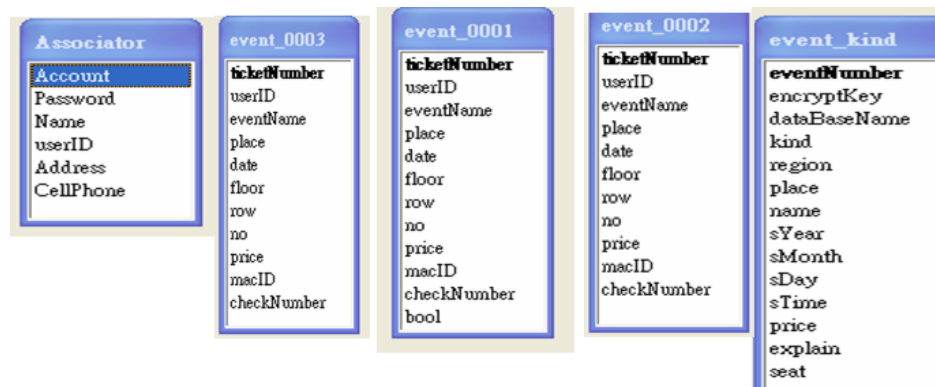 Associator
Account
Password
Name
userID
Address
CellPhone
event_0003
ticketNumber
userID
eventName
place
date
floor
row
no
price
macID
checkNumber
event_0001
ticketNumber
userID
eventName
place
date
floor
row
no
price
macID
checkNumber
bool
event_0002
ticketNumber
userID
eventName
place
date
floor
row
no
price
macID
checkNumber
event_kind
eventNumber
encryptKey
dataBaseName
kind
region
place
name
sYear
sMonth
sDay
sTime
price
explain
seat